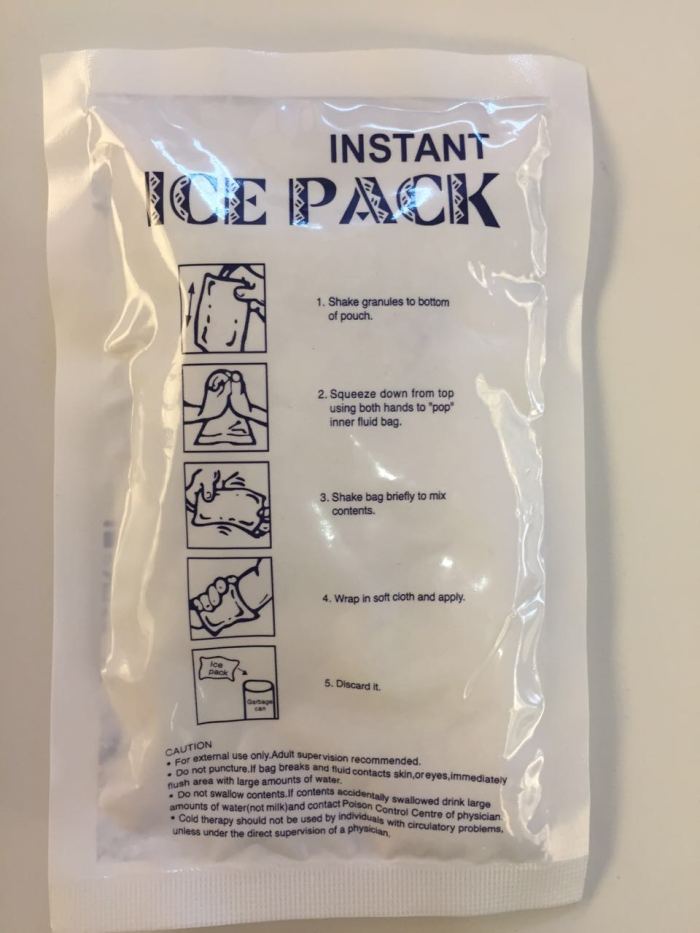 INSTANT
ICE PACK
1. Shake granules to bottom
of pouch.
2. Squeeze down from top
using both hands to "pop"
inner fluid bag.
3. Shake bag briefly to mix
contents.
4. Wrap in soft cloth and apply.
Ice
pack
Garbage
can
5. Discard it.
CAUTION
• For external use only.Adult supervision recommended.
• Do not puncture.If bag breaks and fluid contacts skin,or eyes,immediately
flush area with large amounts of water.
• Do not swallow contents.If contents accidentally swallowed drink large
amounts of water(not milk)and contact Poison Control Centre of physician.
• Cold therapy should not be used by individuals with circulatory problems,
unless under the direct supervision of a physician.